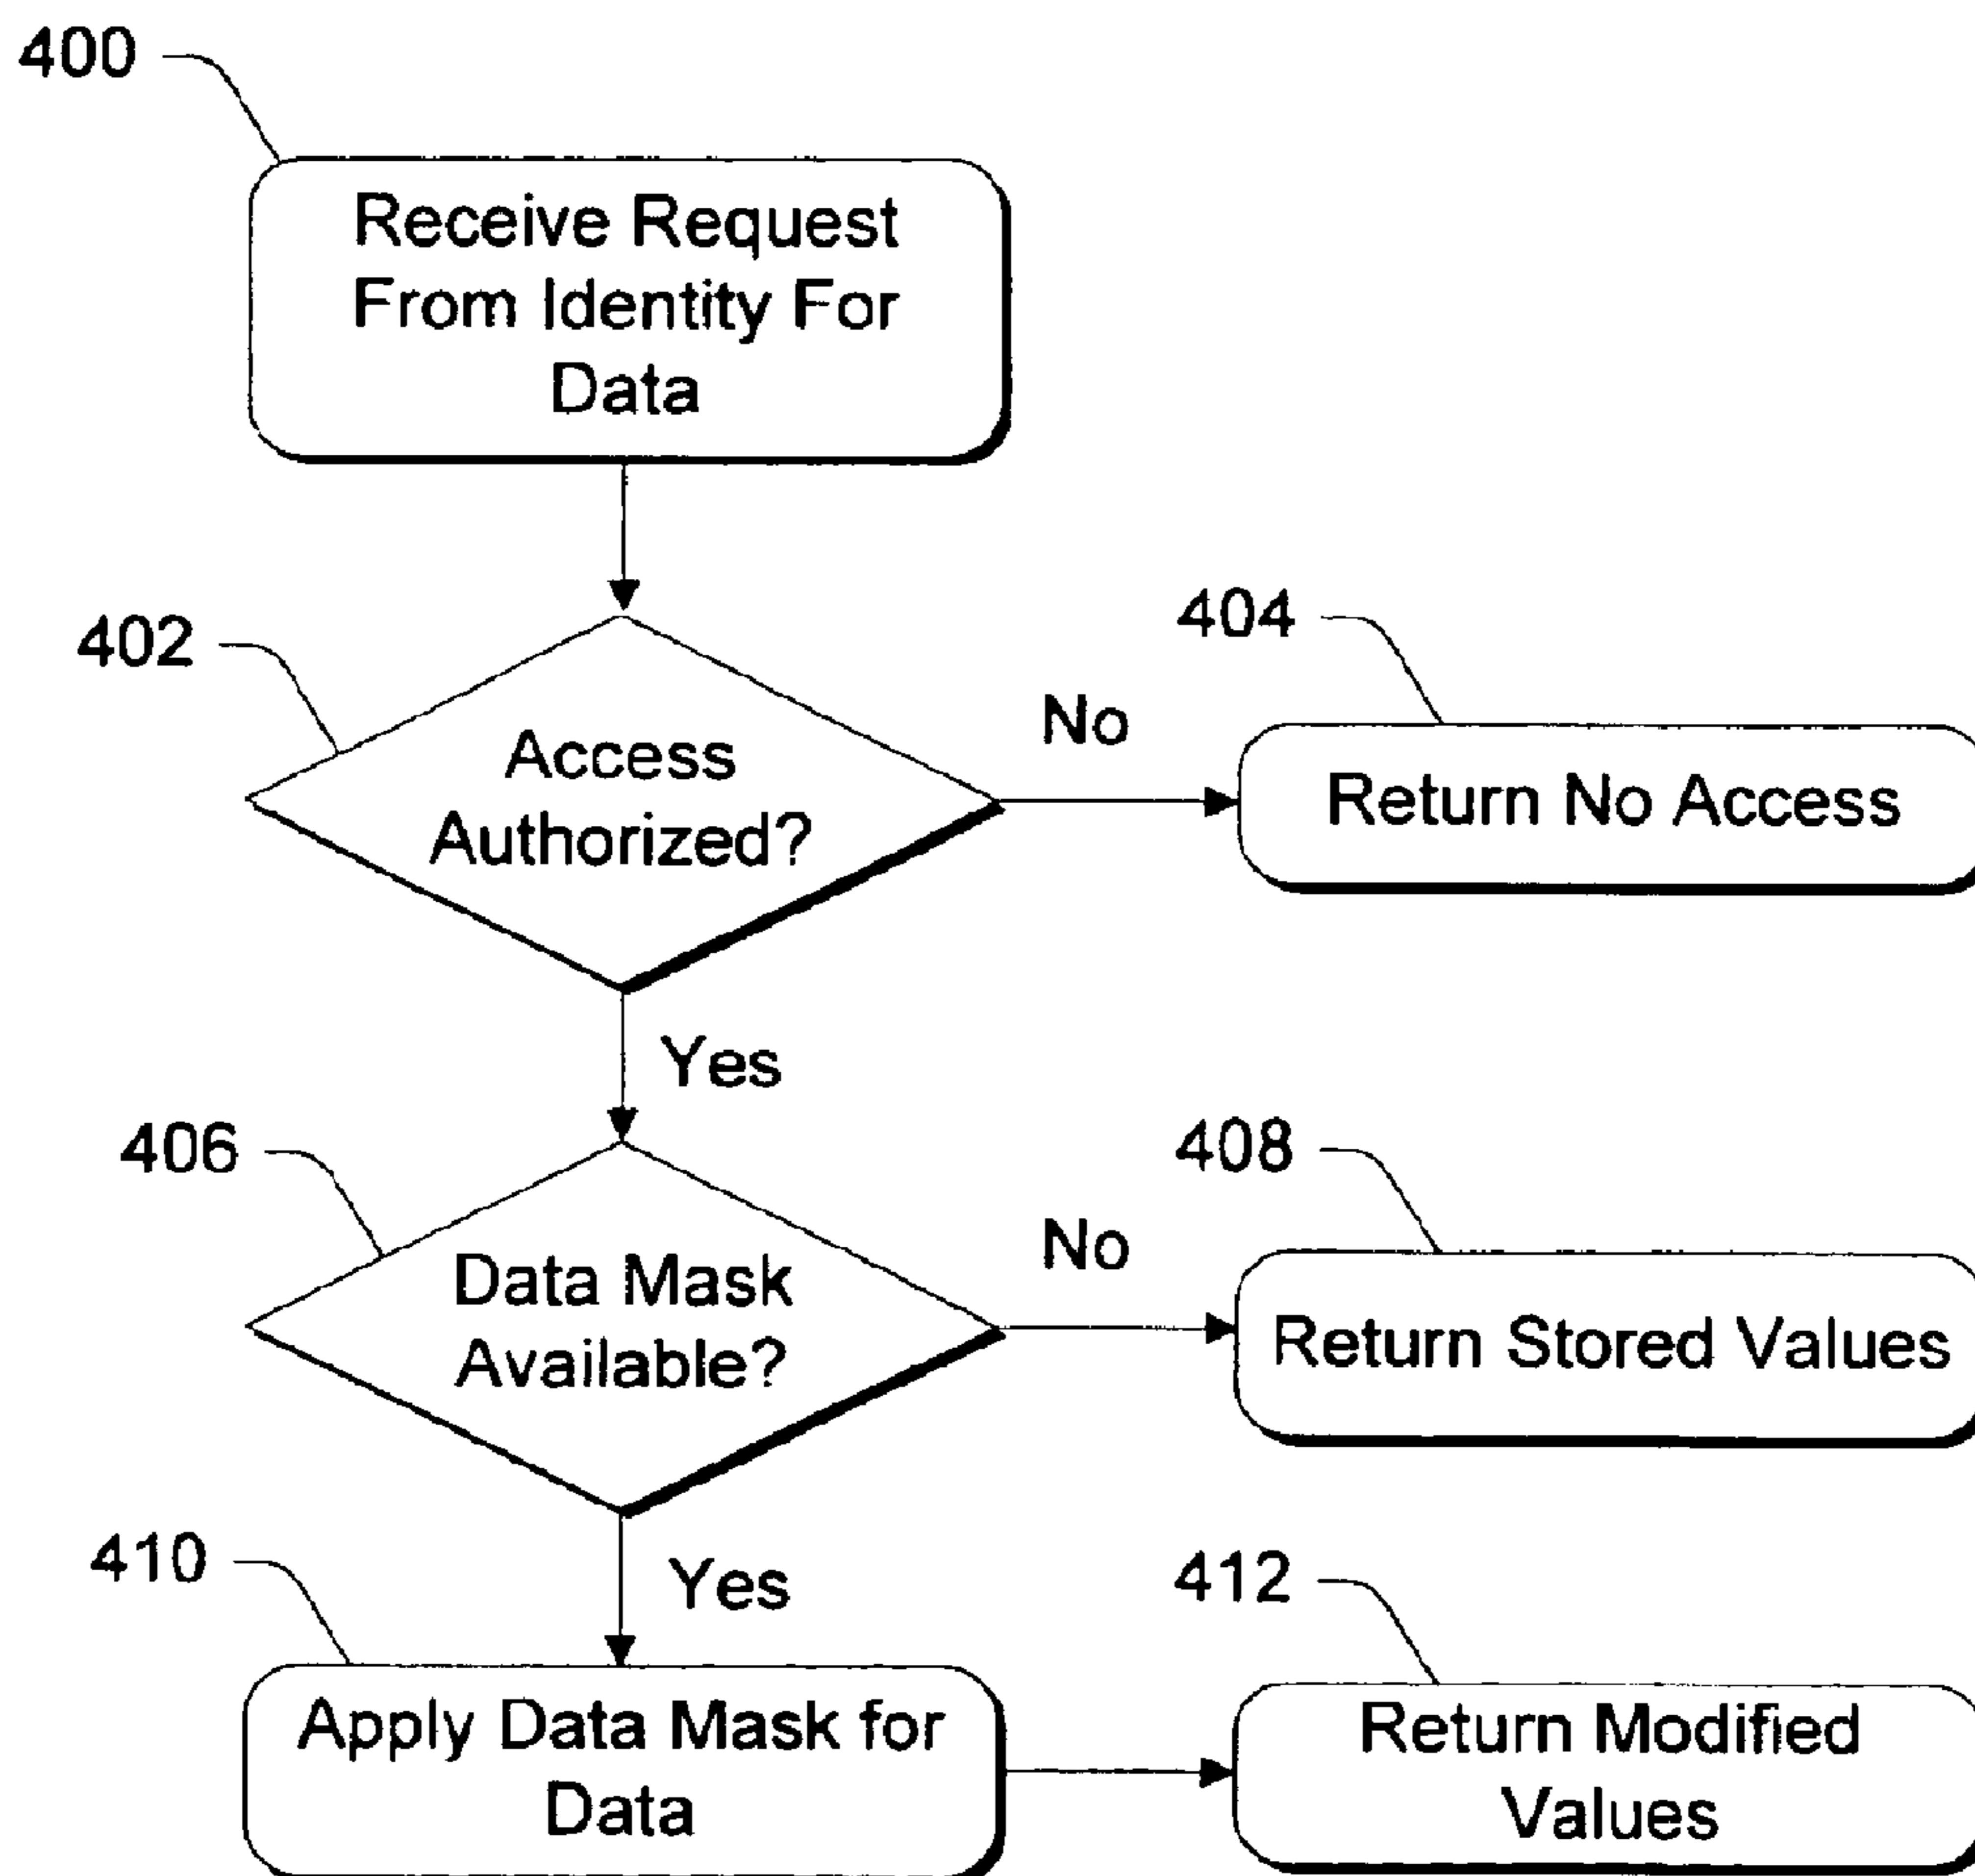 400
Receive Request
From Identity For
Data
402
Access
Authorized?
No
404
Return No Access
Yes
406
Data Mask
Available?
No
408
Return Stored Values
Yes
410
Apply Data Mask for
Data
412
Return Modified
Values